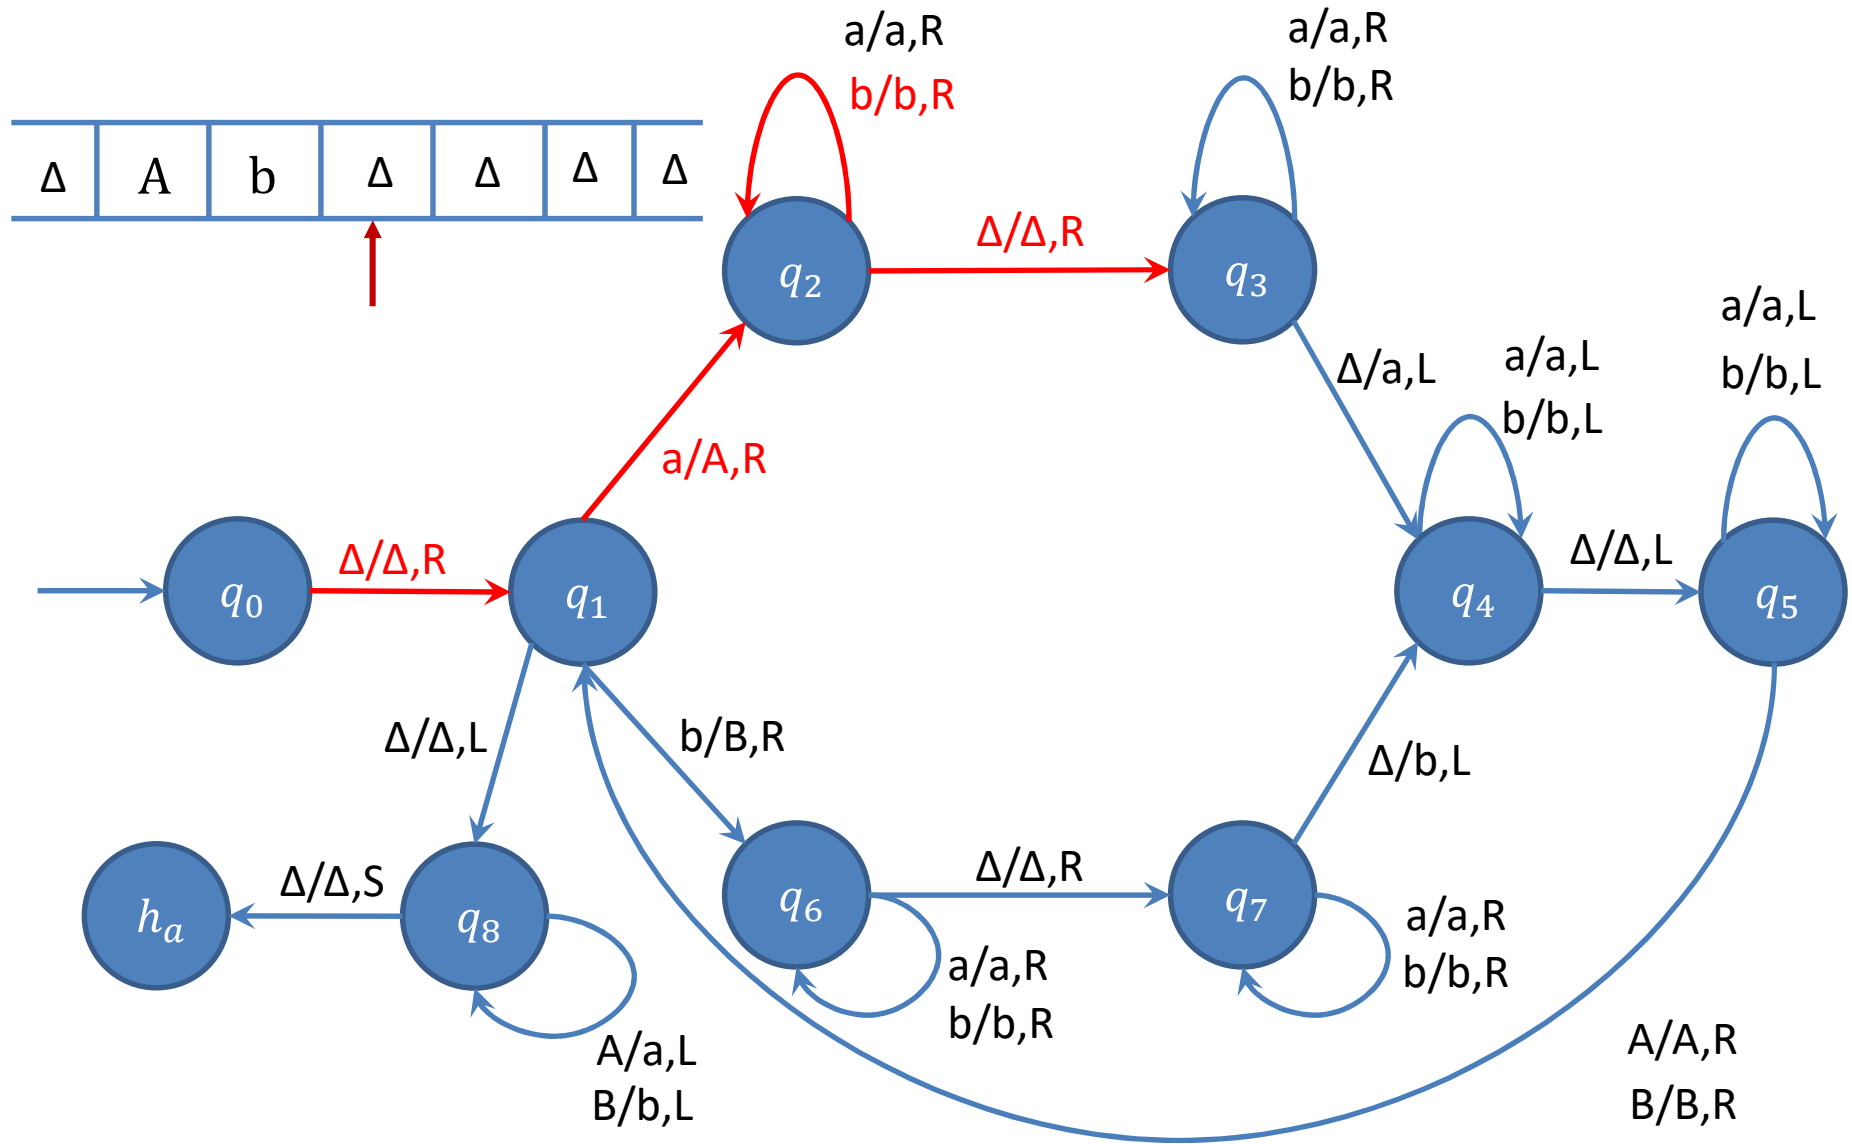 a/a,R
b/b,R
a/a,R
b/b,R
Δ A b Δ Δ Δ Δ
Δ/Δ,R
q₂
q₃
a/a,L
b/b,L
Δ/a,L
a/a,L
b/b,L
a/A,R
Δ/Δ,R
Δ/Δ,L
q₀
q₁
q₄
q₅
Δ/Δ,L
b/B,R
Δ/b,L
Δ/Δ,S
Δ/Δ,R
hₐ
q₈
q₆
q₇
a/a,R
b/b,R
a/a,R
b/b,R
A/a,L
B/b,L
A/A,R
B/B,R